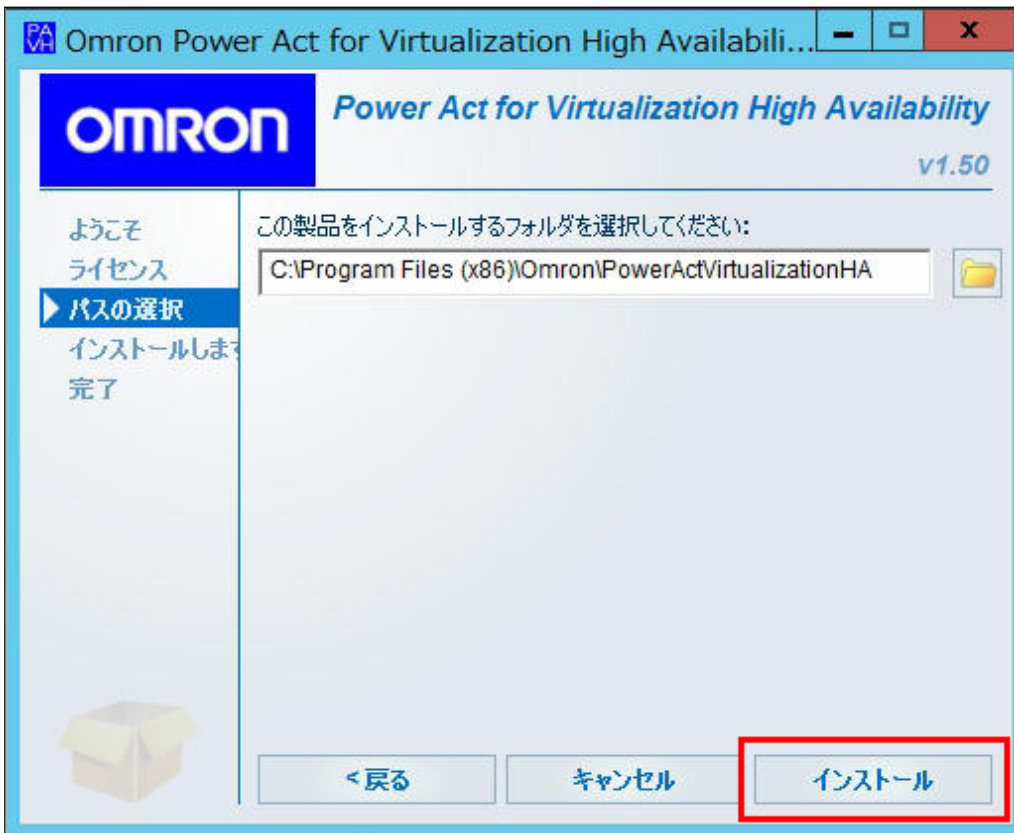 PA
VH
Omron Power Act for Virtualization High Availabili...
OMRON
Power Act for Virtualization High Availability
v1.50
ようこそ
ライセンス
パスの選択
インストールします
完了
この製品をインストールするフォルダを選択してください:
C:\Program Files (x86)\Omron\PowerActVirtualizationHA
<戻る
キャンセル
インストール